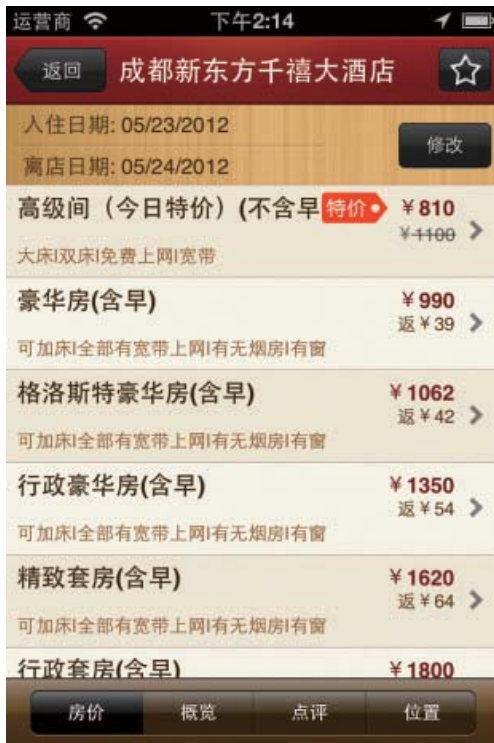 运营商 下午2:14
返回 成都新东方千禧大酒店
入住日期: 05/23/2012
离店日期: 05/24/2012
修改
高级间（今日特价）(不含早 特价 ¥810
¥1100
大床|双床|免费上网|宽带
豪华房(含早) ¥990
返¥39
可加床|全部有宽带上网|有无烟房|有窗
格洛斯特豪华房(含早) ¥1062
返¥42
可加床|全部有宽带上网|有无烟房|有窗
行政豪华房(含早) ¥1350
返¥54
可加床|全部有宽带上网|有无烟房|有窗
精致套房(含早) ¥1620
返¥64
可加床|全部有宽带上网|有无烟房|有窗
行政套房(含早) ¥1800
房价 概览 点评 位置